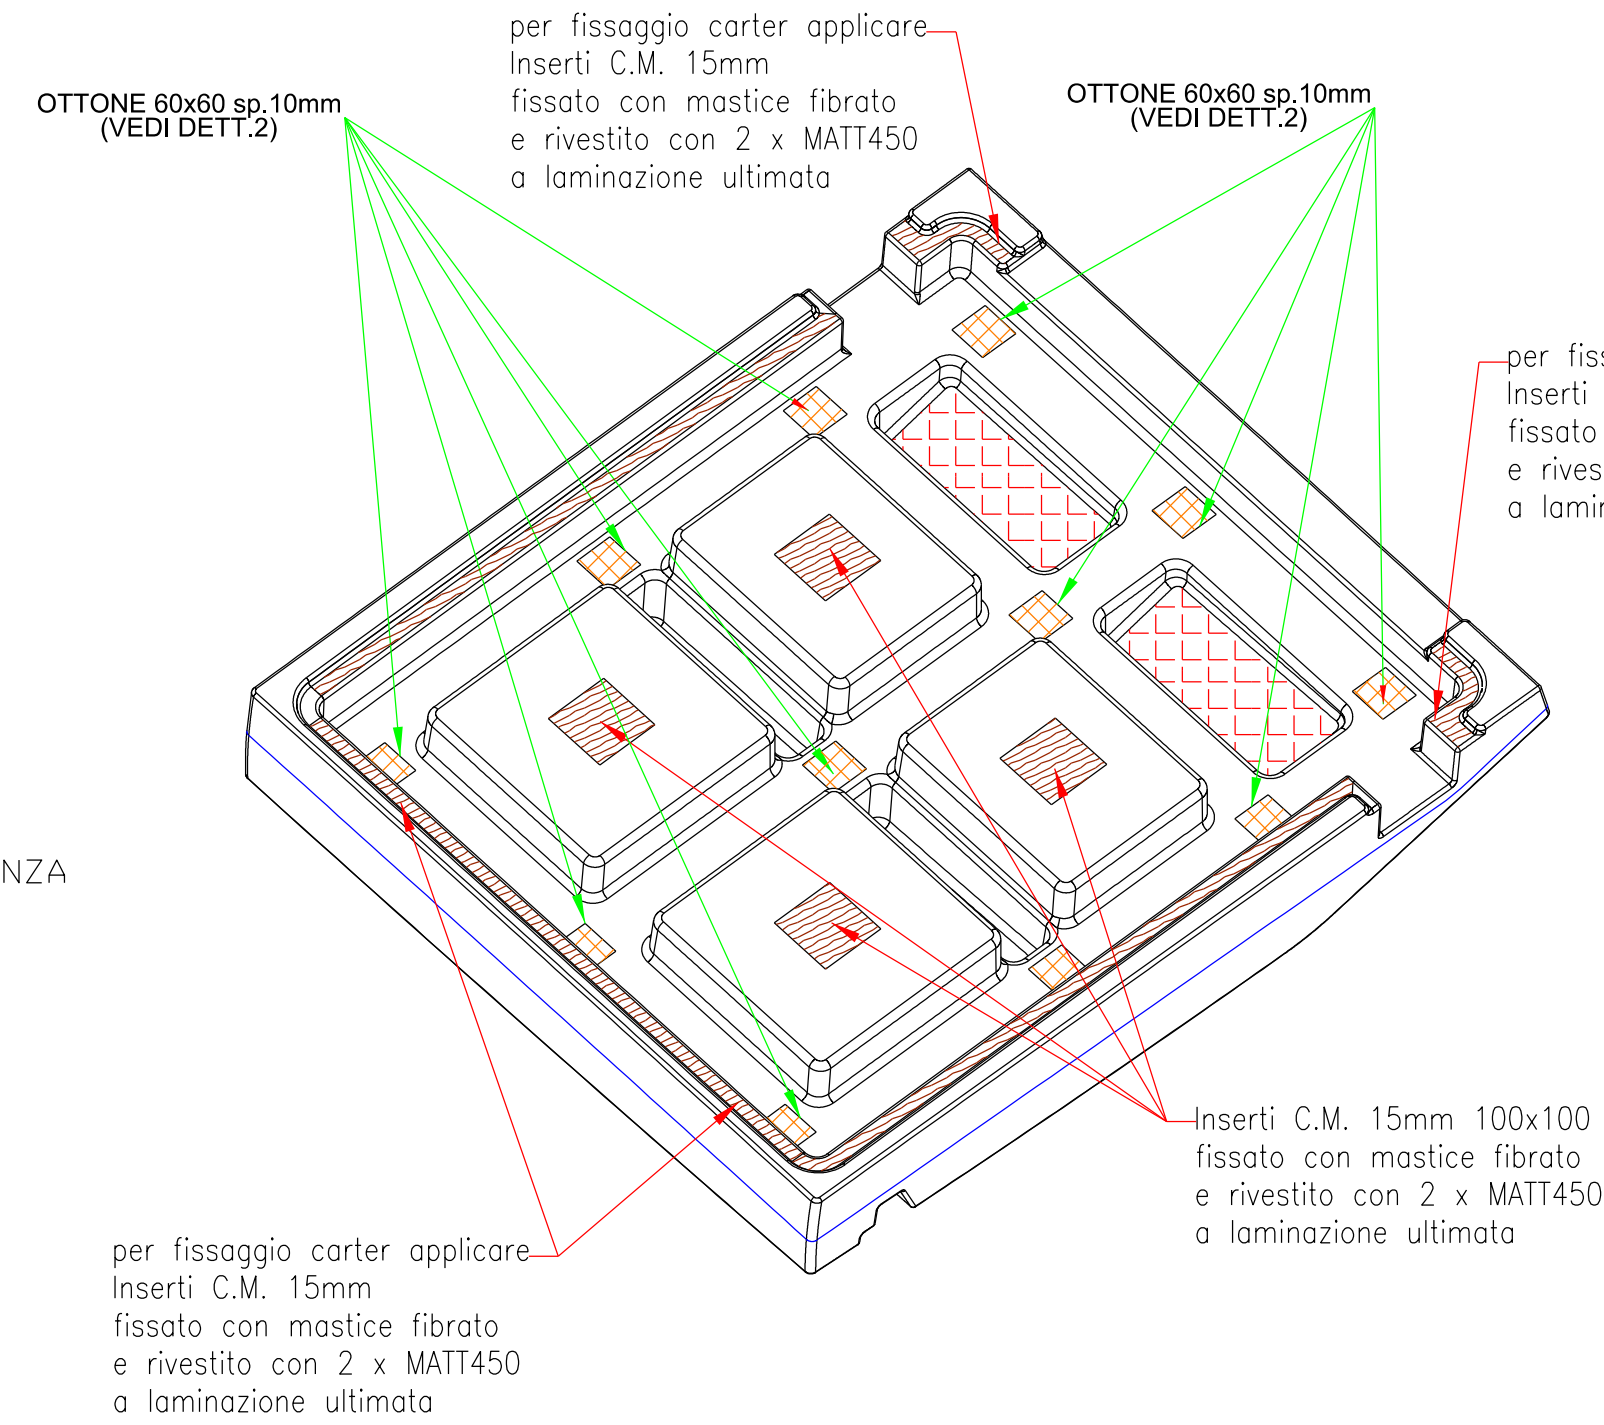 per fissaggio carter applicare
Inserti C.M. 15mm
fissato con mastice fibrato
e rivestito con 2 x MATT450
a laminazione ultimata
OTTONE 60x60 sp.10mm
(VEDI DETT.2)
OTTONE 60x60 sp.10mm
(VEDI DETT.2)
per fiss
Inserti
fissato
e rives
a lamin
NZA
Inserti C.M. 15mm 100x100
fissato con mastice fibrato
e rivestito con 2 x MATT450
a laminazione ultimata
per fissaggio carter applicare
Inserti C.M. 15mm
fissato con mastice fibrato
e rivestito con 2 x MATT450
a laminazione ultimata